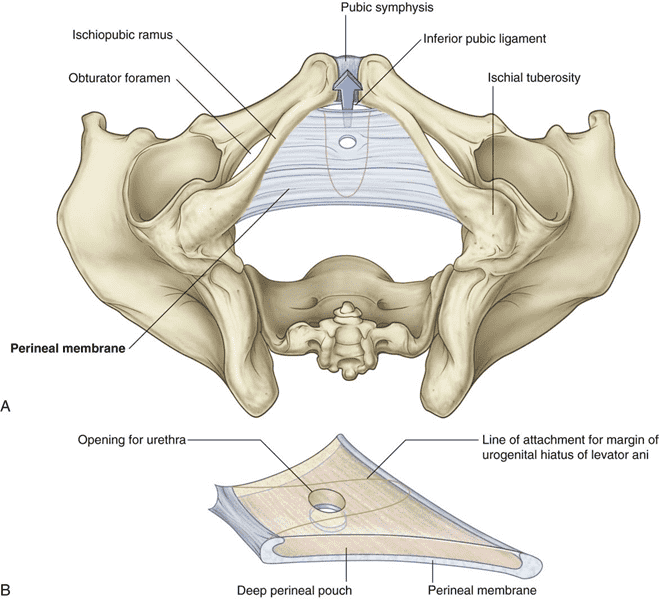 Pubic symphysis
Ischiopubic ramus
Inferior pubic ligament
Obturator foramen
Ischial tuberosity
Perineal membrane
A
Opening for urethra
Line of attachment for margin of
urogenital hiatus of levator ani
Deep perineal pouch
Perineal membrane
B